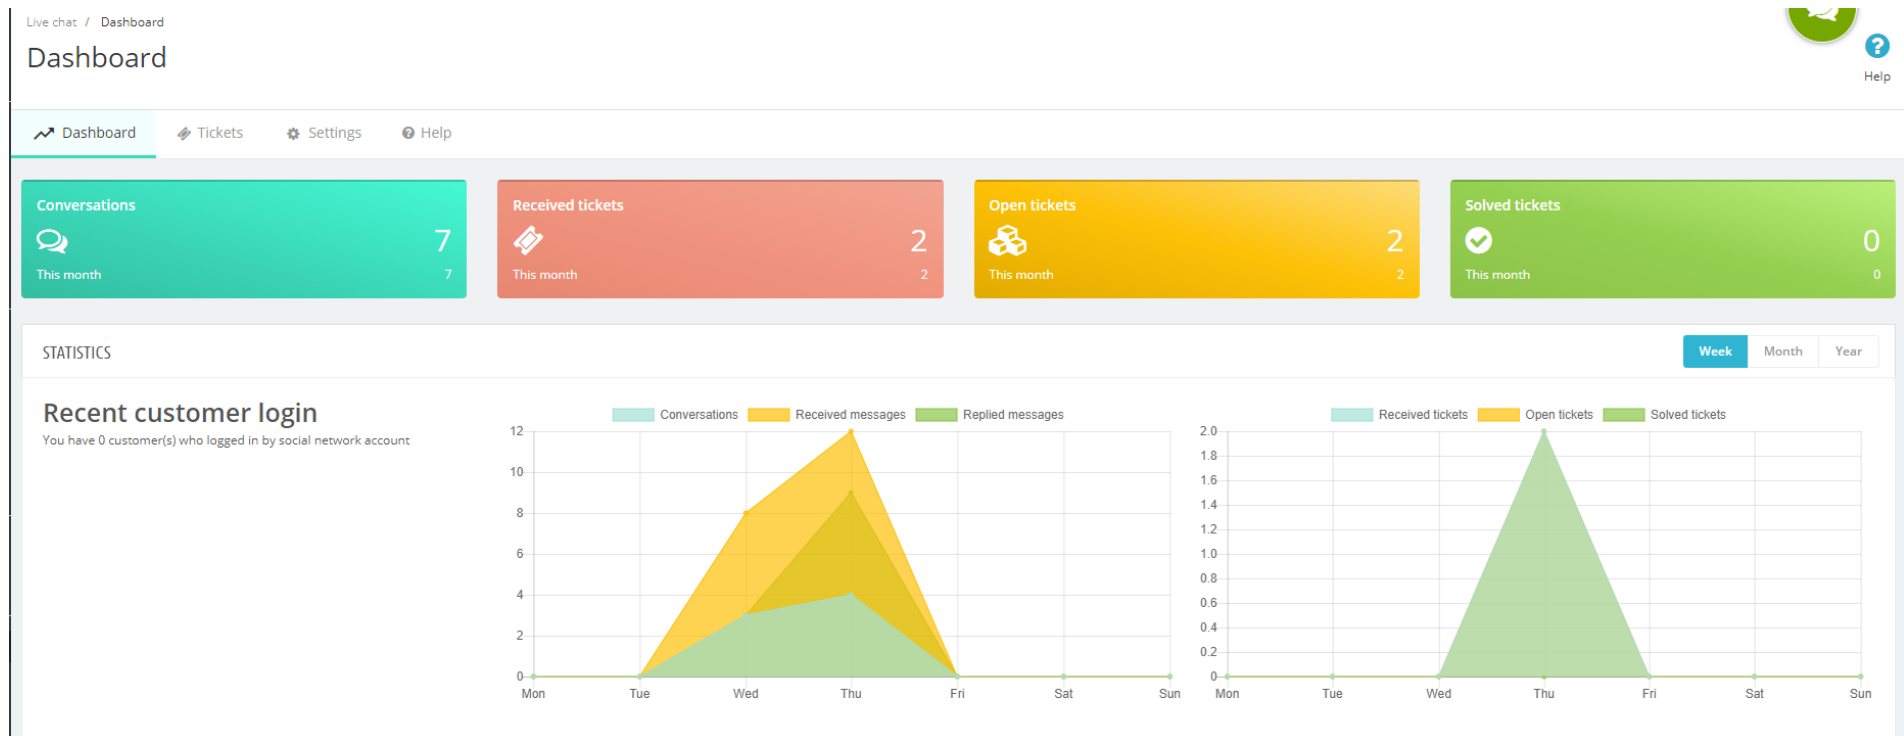 Live chat / Dashboard
Dashboard
Help
Dashboard Tickets Settings Help
Conversations
7
This month 7
Received tickets
2
This month 2
Open tickets
2
This month 2
Solved tickets
0
This month 0
STATISTICS
Week Month Year
Recent customer login
You have 0 customer(s) who logged in by social network account
Conversations Received messages Replied messages
12
10
8
6
4
2
0
Mon Tue Wed Thu Fri Sat Sun
Received tickets Open tickets Solved tickets
2.0
1.8
1.6
1.4
1.2
1.0
0.8
0.6
0.4
0.2
0
Mon Tue Wed Thu Fri Sat Sun